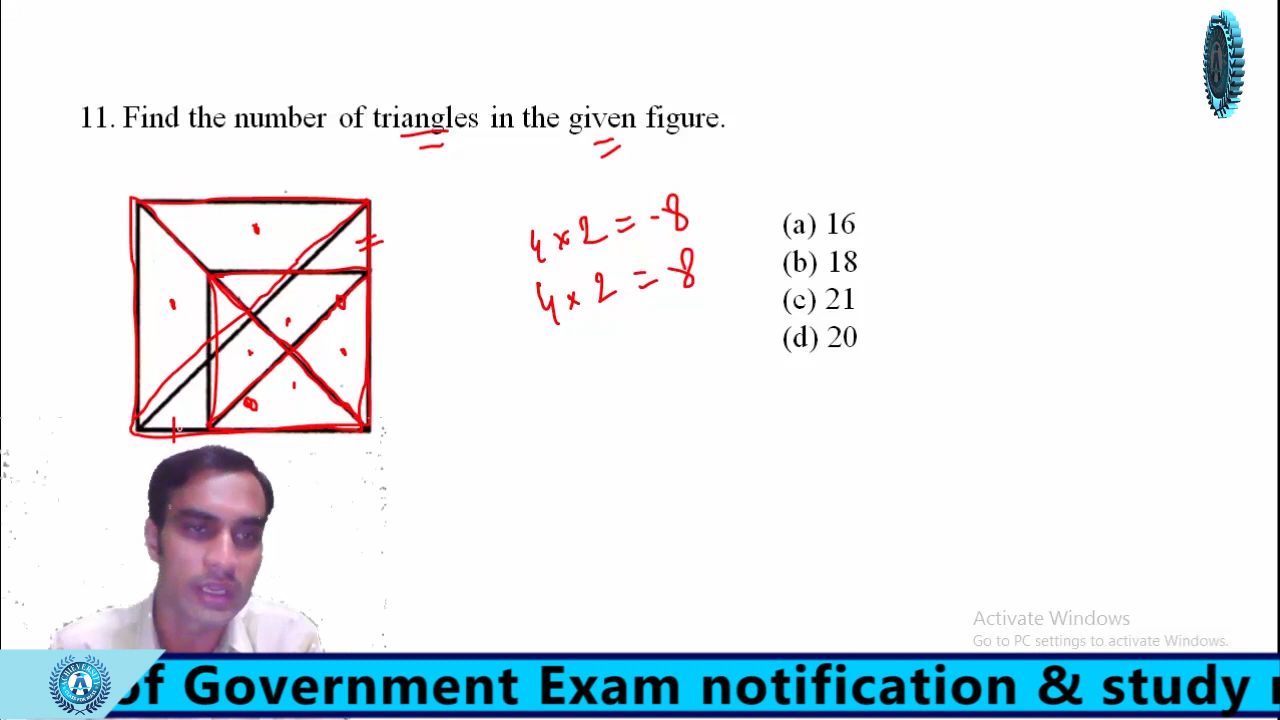 11. Find the number of triangles in the given figure.
4 × 2 = 8
4 × 2 = 8
(a) 16
(b) 18
(c) 21
(d) 20
Activate Windows
Go to PC settings to activate Windows.
of Government Exam notification & study